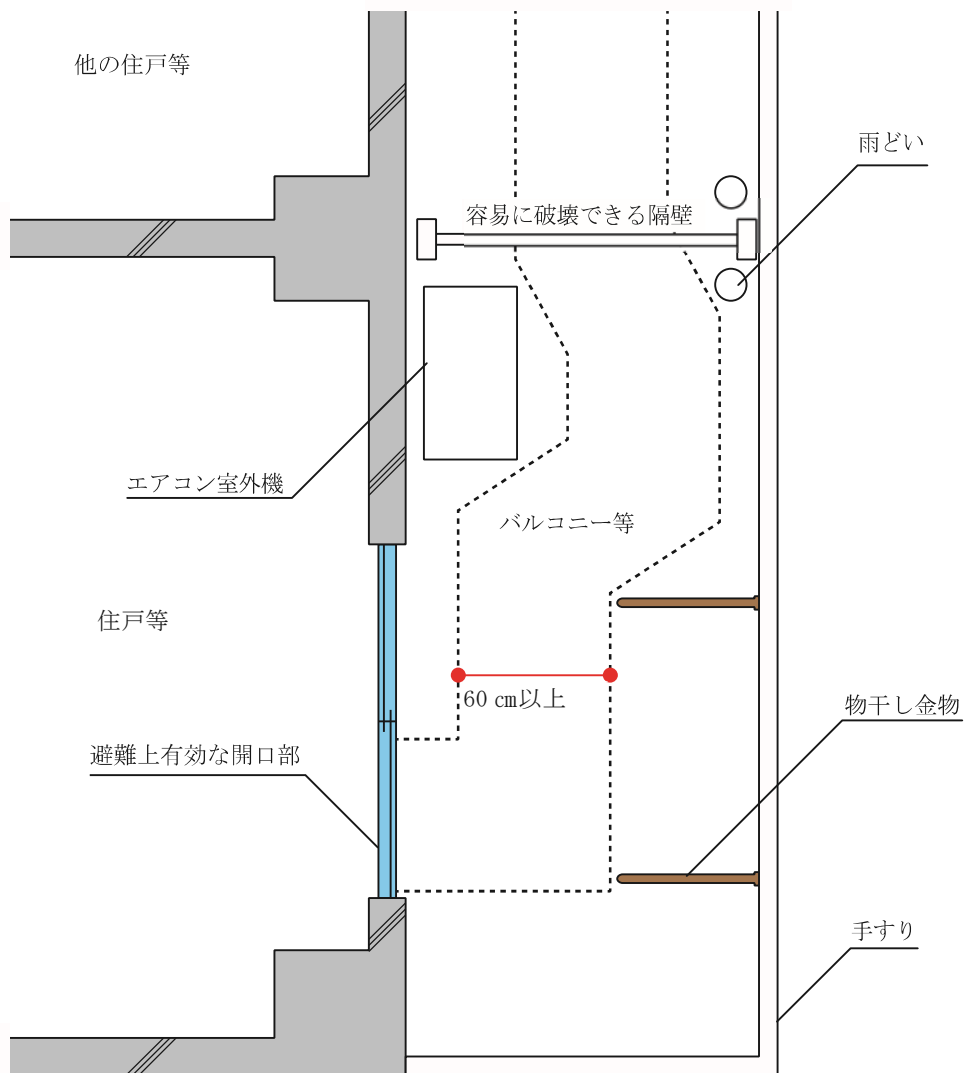 他の住戸等
雨どい
容易に破壊できる隔壁
エアコン室外機
バルコニー等
住戸等
60 cm以上
物干し金物
避難上有効な開口部
手すり